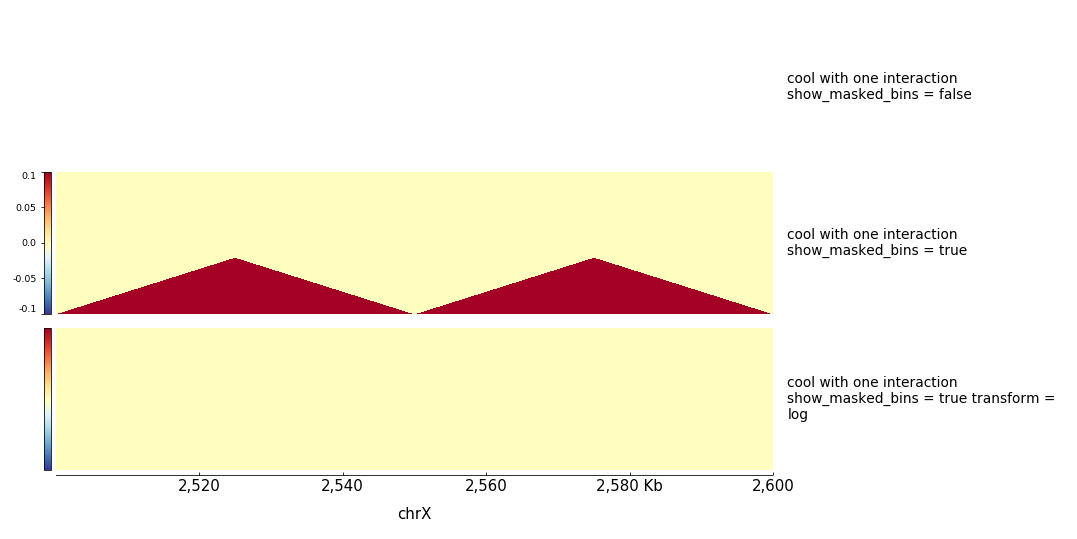 cool with one interaction
show_masked_bins = false
0.1
0.05
0.0
-0.05
-0.1
cool with one interaction
show_masked_bins = true
cool with one interaction
show_masked_bins = true transform =
log
2,520
2,540
2,560
2,580 Kb
2,600
chrX